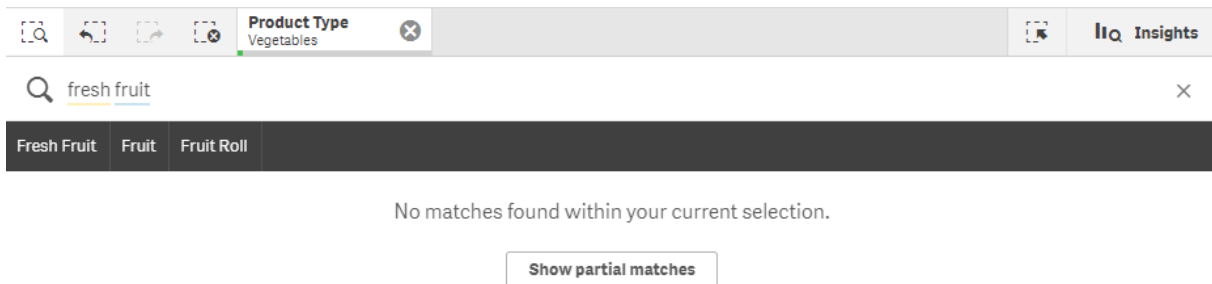 Product Type
Vegetables
Insights
fresh fruit
Fresh Fruit Fruit Fruit Roll
No matches found within your current selection.
Show partial matches